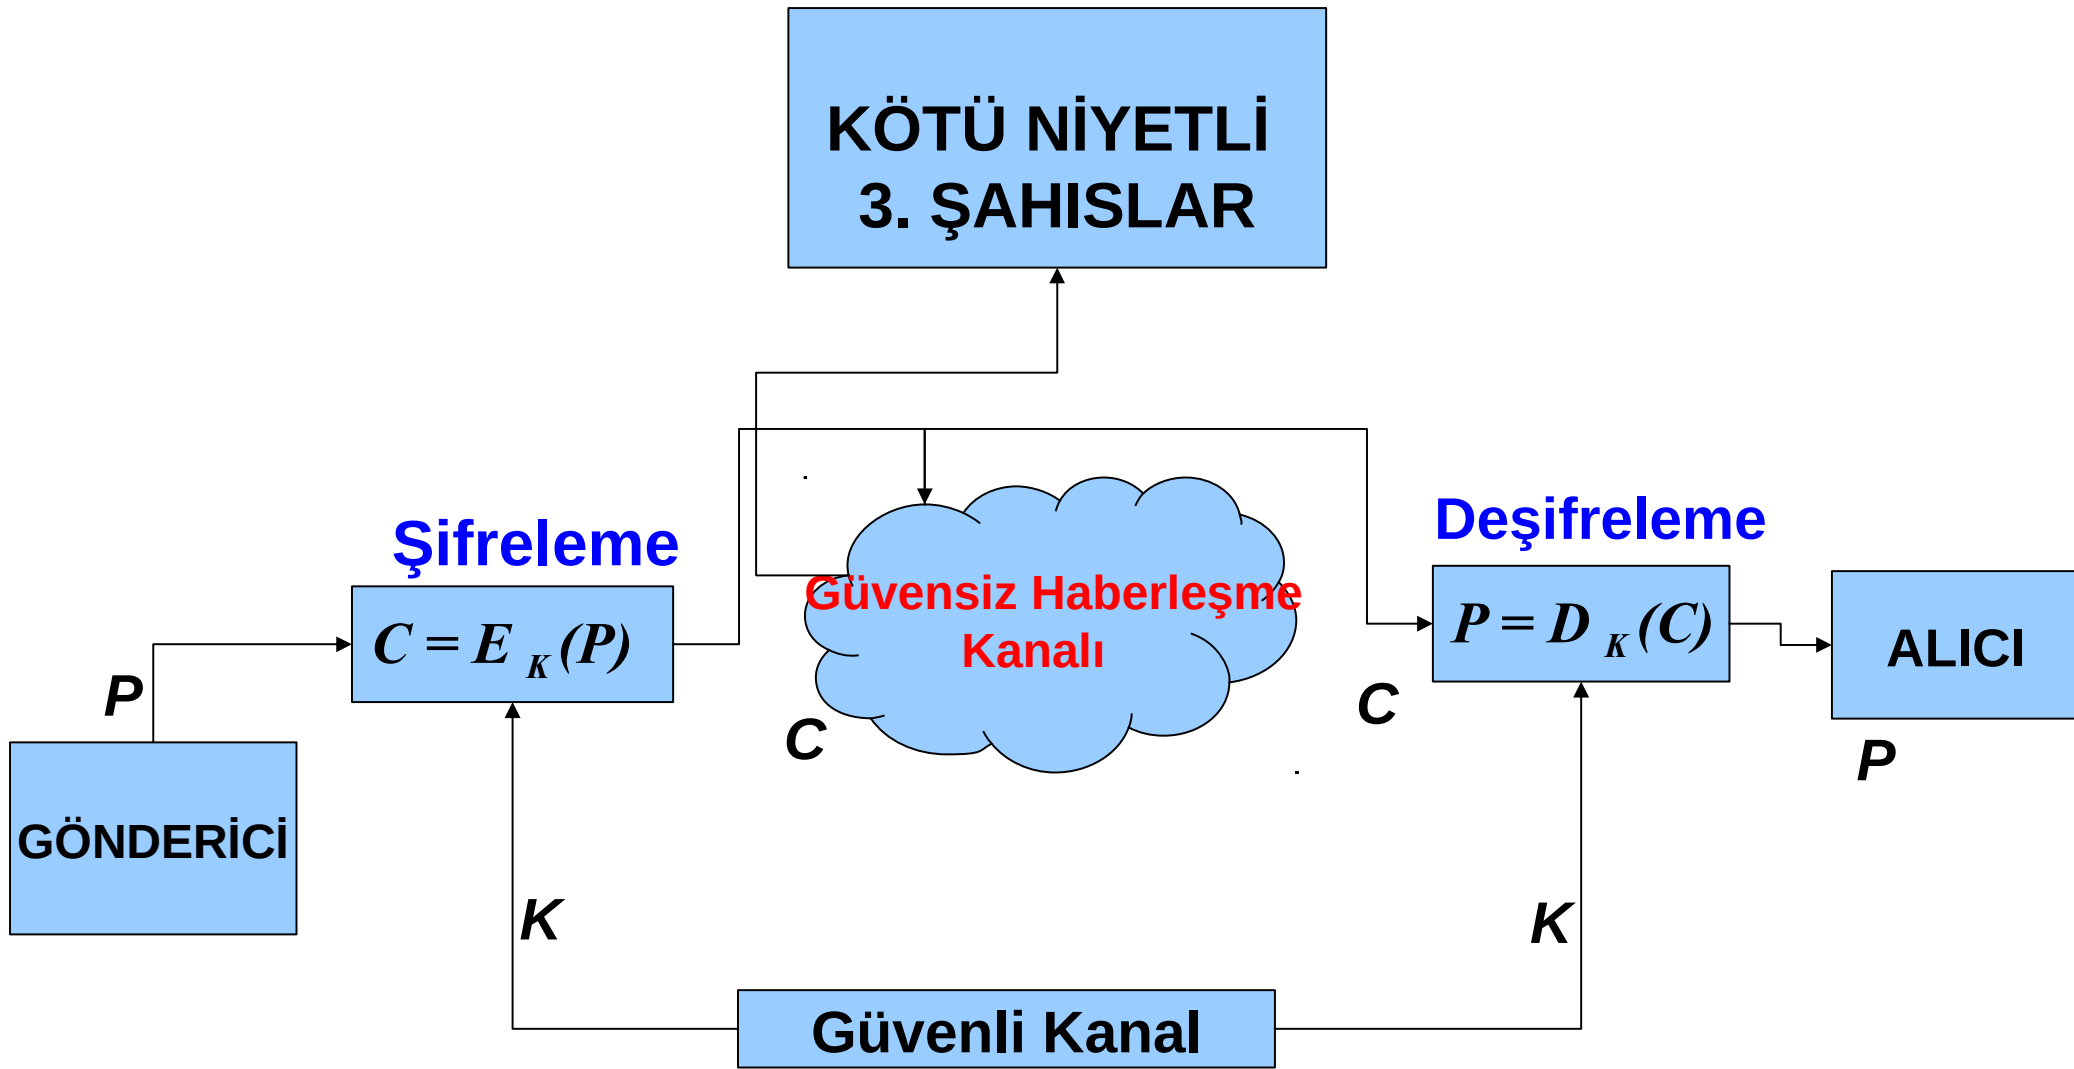 KÖTÜ NİYETLİ
3. ŞAHISLAR
Şifreleme
Deşifreleme
Güvensiz Haberleşme
Kanalı
C = E K (P)
P = D K (C)
ALICI
P
C
C
P
GÖNDERİCİ
K
K
Güvenli Kanal